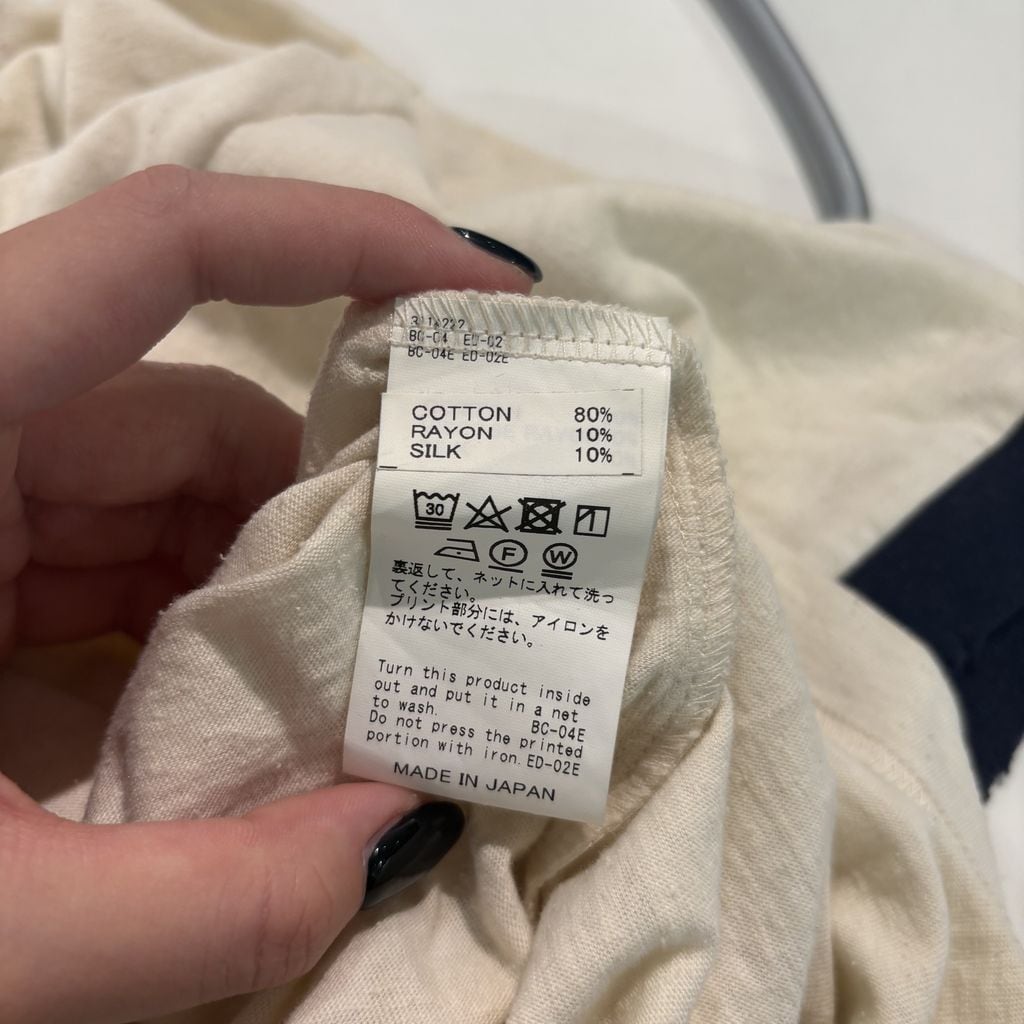 BC-04 ED-02
BC-04E ED-02E
COTTON 80%
RAYON 10%
SILK 10%
30
F W
裏返して、ネットに入れて洗っ
てください。
プリント部分には、アイロンを
かけないでください。
Turn this product inside
out and put it in a net
to wash. BC-04E
Do not press the printed
portion with iron. ED-02E
MADE IN JAPAN